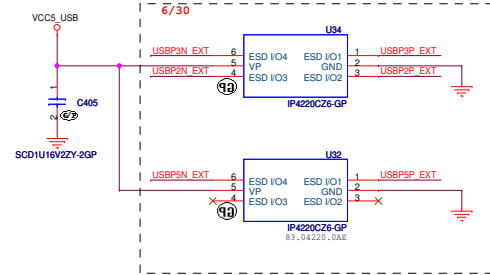 6/30
VCC5_USB
U34
USBP3N_EXT 6 ESD I/O4 ESD I/O1 1 USBP3P_EXT
5 VP GND 2
USBP2N_EXT 4 ESD I/O3 ESD I/O2 3 USBP2P_EXT
IP4220CZ6-GP
1
C405
2
SCD1U16V2ZY-2GP
U32
USBP5N_EXT 6 ESD I/O4 ESD I/O1 1 USBP5P_EXT
5 VP GND 2
4 ESD I/O3 ESD I/O2 3
IP4220CZ6-GP
83.04220.0AE